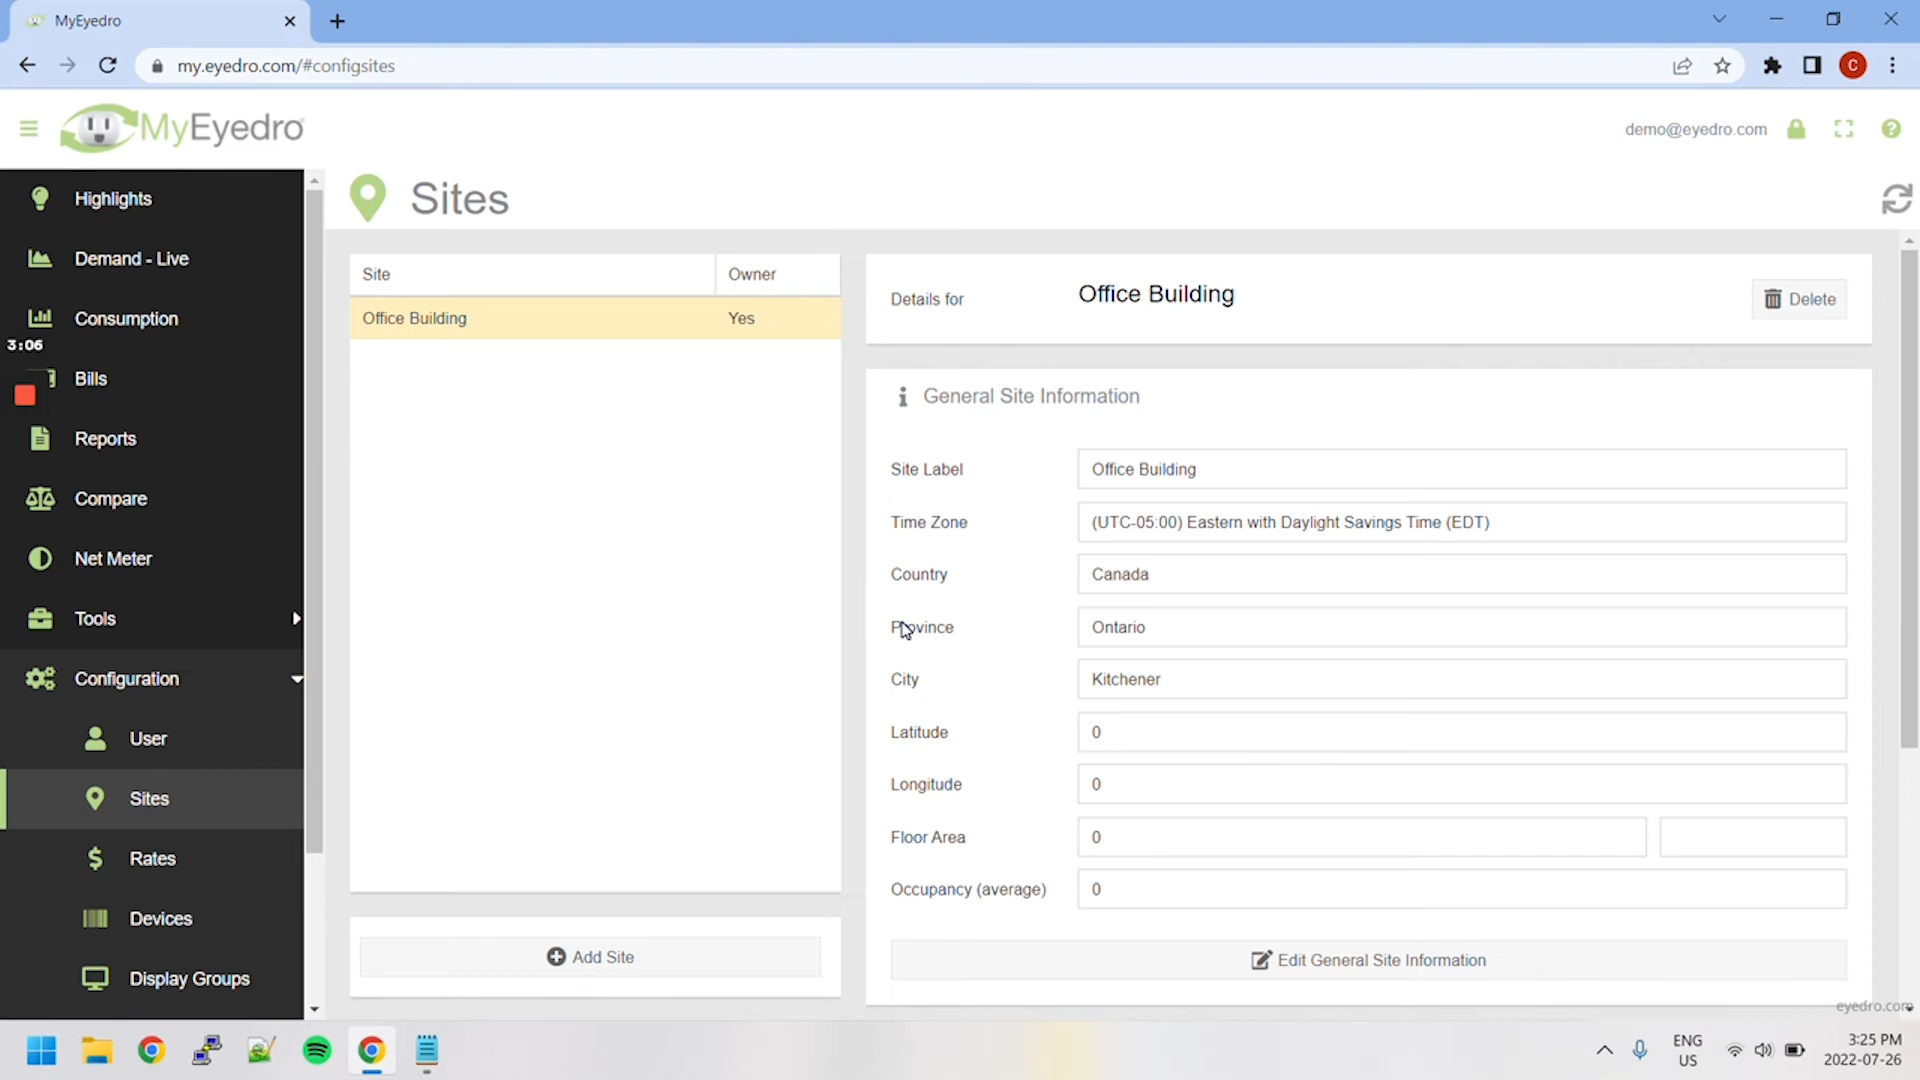 MyEyedro
my.eyedro.com/#configsites
C
MyEyedro
demo@eyedro.com
Highlights
Demand - Live
Consumption
3:06
Bills
Reports
Compare
Net Meter
Tools
Configuration
User
Sites
Rates
Devices
Display Groups
Sites
Site Owner
Office Building Yes
Add Site
Details for Office Building
Delete
General Site Information
Site Label Office Building
Time Zone (UTC-05:00) Eastern with Daylight Savings Time (EDT)
Country Canada
Province Ontario
City Kitchener
Latitude 0
Longitude 0
Floor Area 0
Occupancy (average) 0
Edit General Site Information
eyedro.com
ENG
US
3:25 PM
2022-07-26